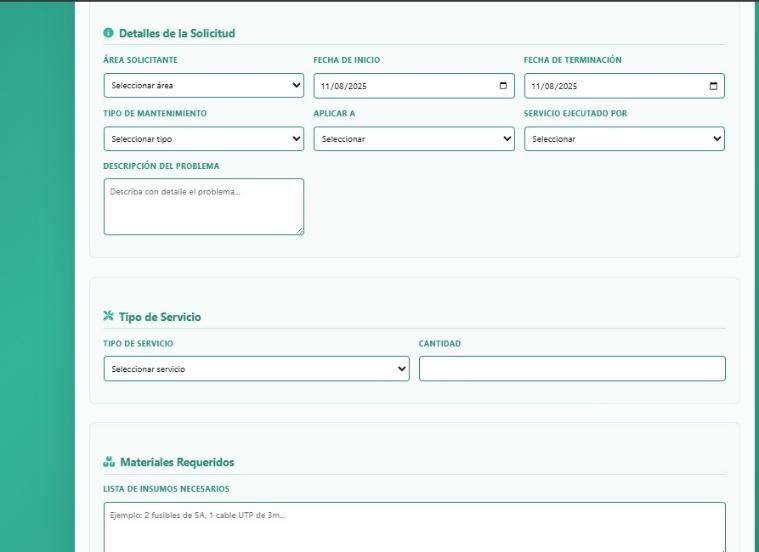 Detalles de la Solicitud
ÁREA SOLICITANTE
FECHA DE INICIO
FECHA DE TERMINACIÓN
Seleccionar área
11/08/2025
11/08/2025
TIPO DE MANTENIMIENTO
APLICAR A
SERVICIO EJECUTADO POR
Seleccionar tipo
Seleccionar
Seleccionar
DESCRIPCIÓN DEL PROBLEMA
Describa con detalle el problema...
Tipo de Servicio
TIPO DE SERVICIO
CANTIDAD
Seleccionar servicio
Materiales Requeridos
LISTA DE INSUMOS NECESARIOS
Ejemplo: 2 fusibles de 5A, 1 cable UTP de 3m...